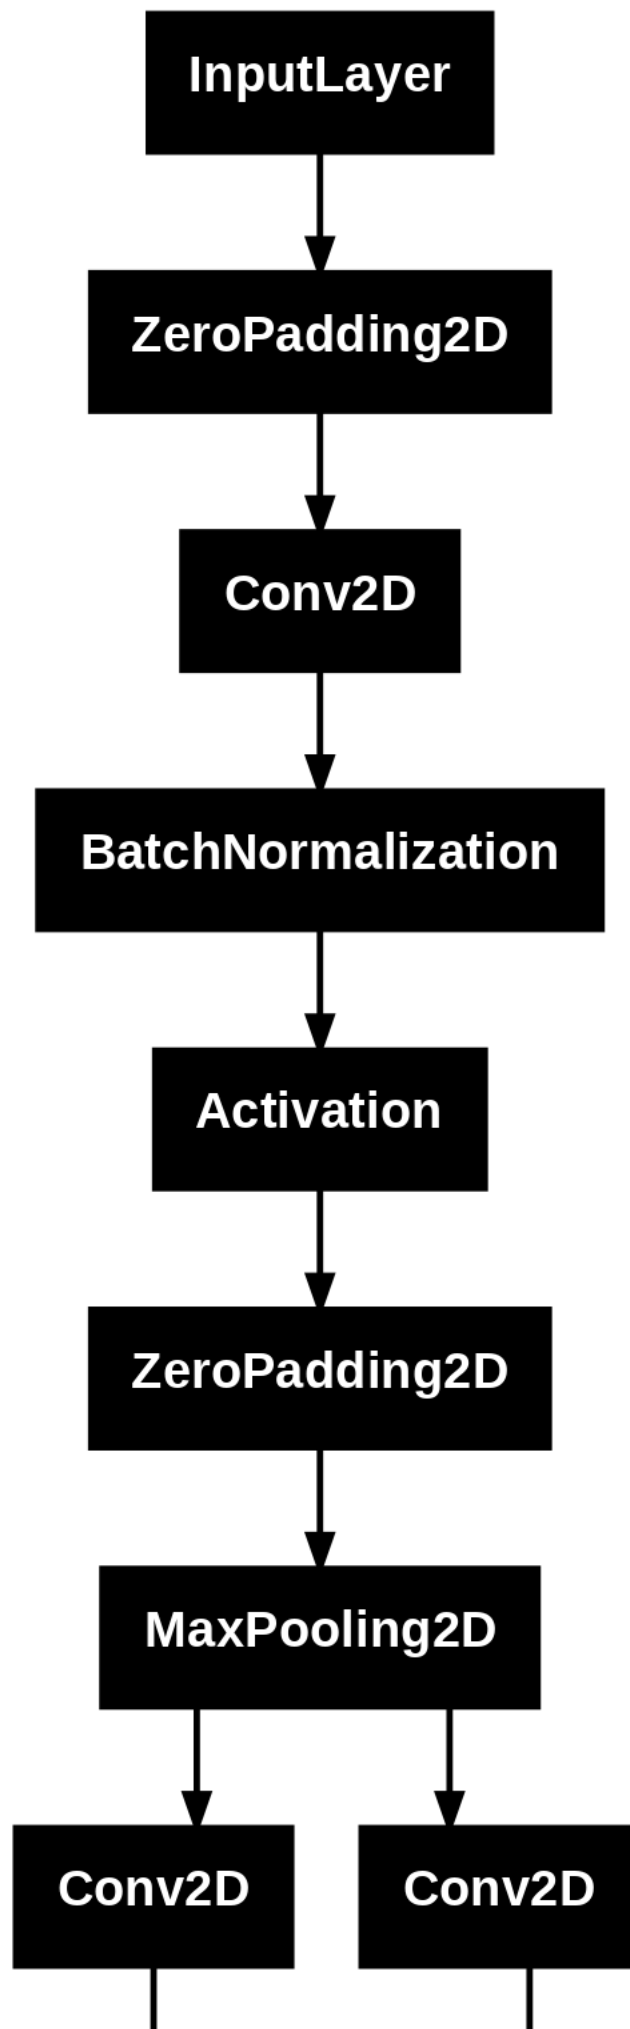 InputLayer
ZeroPadding2D
Conv2D
BatchNormalization
Activation
ZeroPadding2D
MaxPooling2D
Conv2D
Conv2D